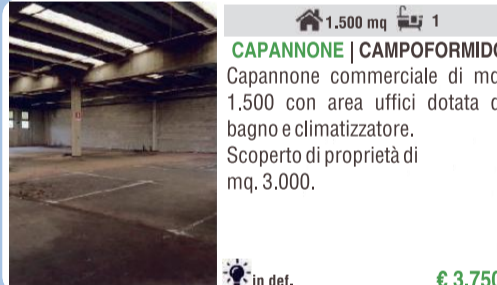 1.500 mq 1
CAPANNONE | CAMPOFORMIDO
Capannone commerciale di mq
1.500 con area uffici dotata di
bagno e climatizzatore.
Scoperto di proprietà di
mq. 3.000.
in def. € 3.750